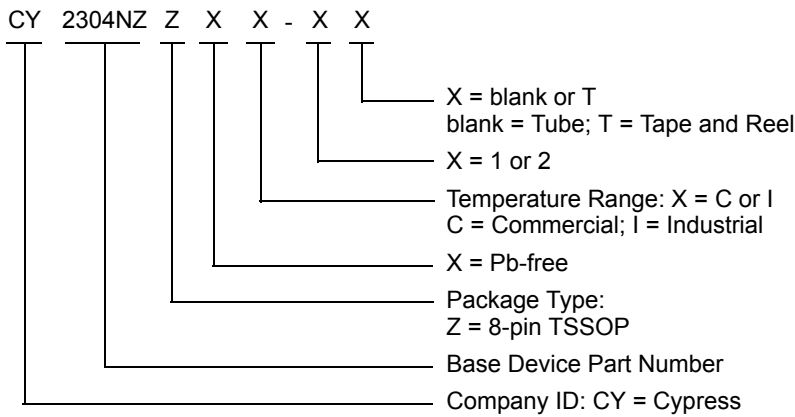 CY 2304NZ Z X X - X X
X = blank or T
blank = Tube; T = Tape and Reel
X = 1 or 2
Temperature Range: X = C or I
C = Commercial; I = Industrial
X = Pb-free
Package Type:
Z = 8-pin TSSOP
Base Device Part Number
Company ID: CY = Cypress